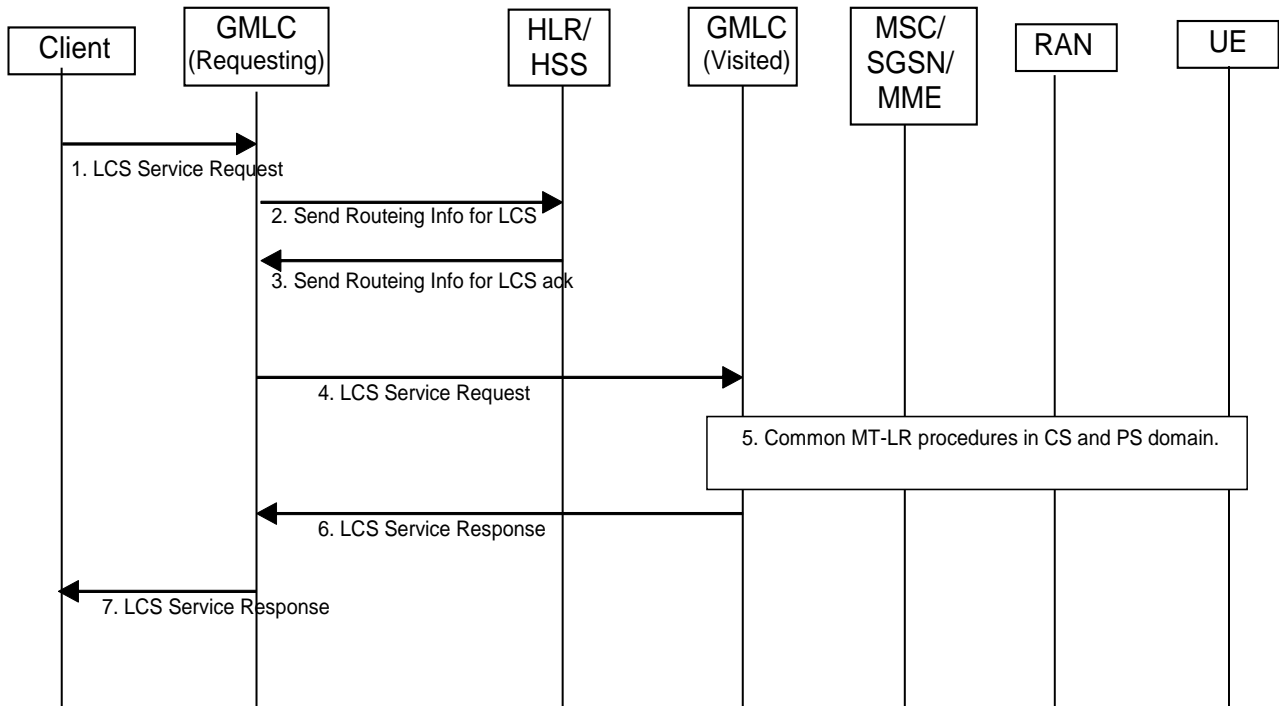 Client
GMLC
(Requesting)
HLR/
HSS
GMLC
(Visited)
MSC/
SGSN/
MME
RAN
UE
1. LCS Service Request
2. Send Routeing Info for LCS
3. Send Routeing Info for LCS ack
4. LCS Service Request
5. Common MT-LR procedures in CS and PS domain.
6. LCS Service Response
7. LCS Service Response